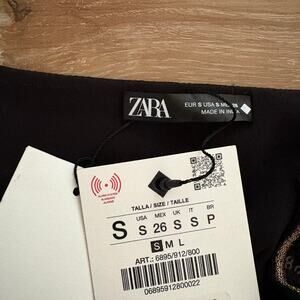 ZARA
EUR S USA S MEX 26
MADE IN INDIA
TALLA / SIZE / TAILLE
USA MEX UK IT BR
S S 26 S S P
S M L
ART.: 6895/912/800
06895912800022